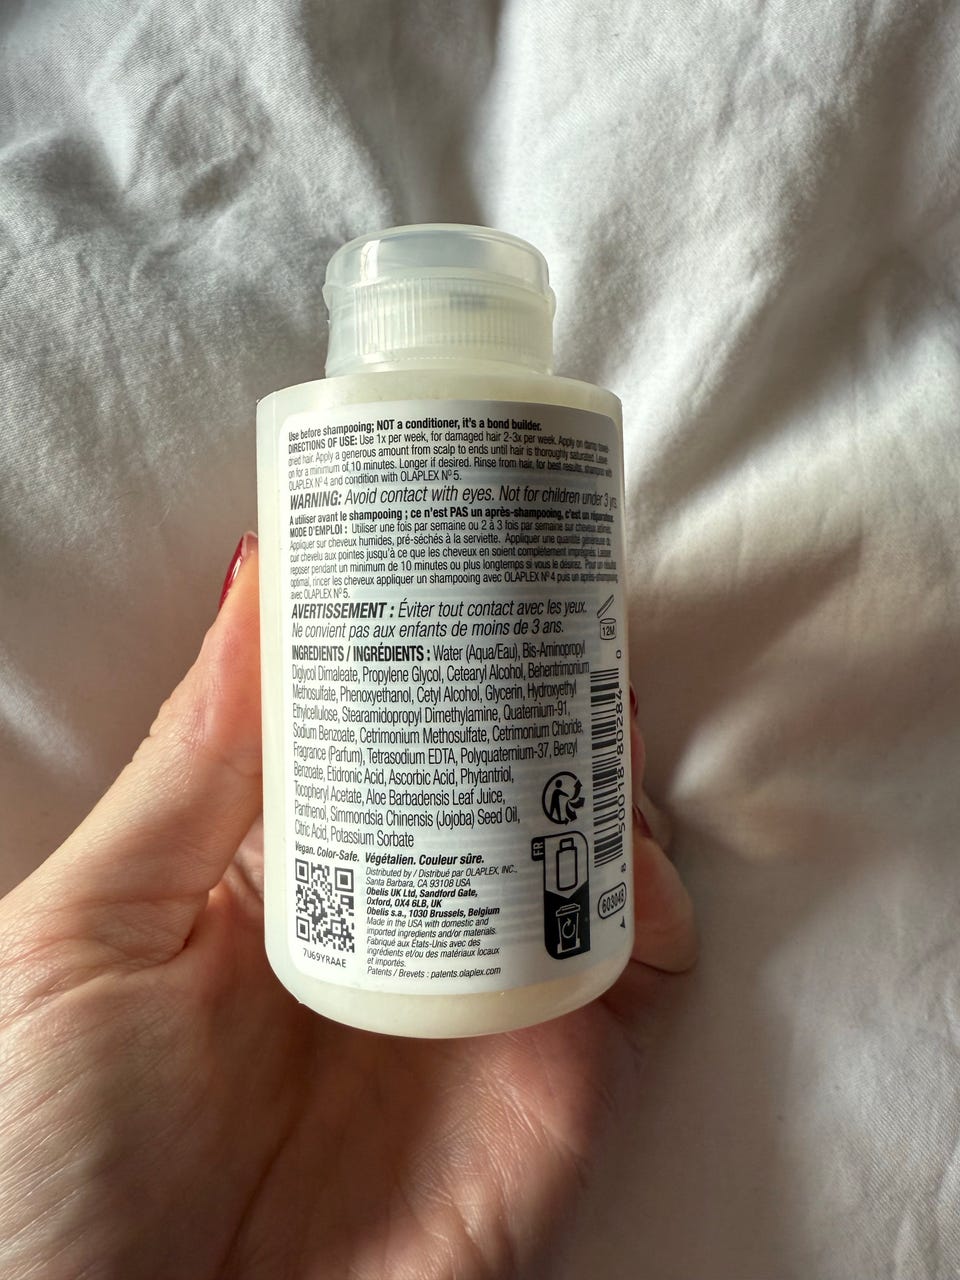 Use before shampooing; NOT a conditioner, it's a bond builder.
DIRECTIONS OF USE: Use 1x per week, for damaged hair 2-3x per week. Apply on damp towel-
dried hair. Apply a generous amount from scalp to ends until hair is thoroughly saturated. Leave
on for a minimum of 10 minutes. Longer if desired. Rinse from hair, for best results, shampoo with
OLAPLEX Nº 4 and condition with OLAPLEX Nº 5.
WARNING: Avoid contact with eyes. Not for children under 3 yrs.
A utiliser avant le shampooing ; ce n'est PAS un après-shampooing, c'est un réparateur.
MODE D'EMPLOI : Utiliser une fois par semaine ou 2 à 3 fois par semaine sur cheveux abîmés.
Appliquer sur cheveux humides, pré-séchés à la serviette. Appliquer une quantité généreuse du
cuir chevelu aux pointes jusqu'à ce que les cheveux en soient complètement imprégnés. Laisser
reposer pendant un minimum de 10 minutes ou plus longtemps si vous le désirez. Pour un résultat
optimal, rincer les cheveux appliquer un shampooing avec OLAPLEX Nº 4 puis un après-shampooing
avec OLAPLEX Nº 5.
AVERTISSEMENT : Éviter tout contact avec les yeux.
Ne convient pas aux enfants de moins de 3 ans.
12M
INGREDIENTS / INGRÉDIENTS : Water (Aqua/Eau), Bis-Aminopropyl
Diglycol Dimaleate, Propylene Glycol, Cetearyl Alcohol, Behentrimonium
Methosulfate, Phenoxyethanol, Cetyl Alcohol, Glycerin, Hydroxyethyl
Ethylcellulose, Stearamidopropyl Dimethylamine, Quaternium-91,
Sodium Benzoate, Cetrimonium Methosulfate, Cetrimonium Chloride,
Fragrance (Parfum), Tetrasodium EDTA, Polyquaternium-37, Benzyl
Benzoate, Etidronic Acid, Ascorbic Acid, Phytantriol,
Tocopheryl Acetate, Aloe Barbadensis Leaf Juice,
Panthenol, Simmondsia Chinensis (Jojoba) Seed Oil,
Citric Acid, Potassium Sorbate
Vegan. Color-Safe. Végétalien. Couleur sûre.
Distributed by / Distribué par OLAPLEX, INC.,
Santa Barbara, CA 93108 USA
Obelis UK Ltd, Sandford Gate,
Oxford, OX4 6LB, UK
Obelis s.a., 1030 Brussels, Belgium
Made in the USA with domestic and
imported ingredients and/or materials.
Fabriqué aux États-Unis avec des
ingrédients et/ou des matériaux locaux
et importés.
Patents / Brevets : patents.olaplex.com
7U69YRAAE
FR
8 50018 80284 0
603043